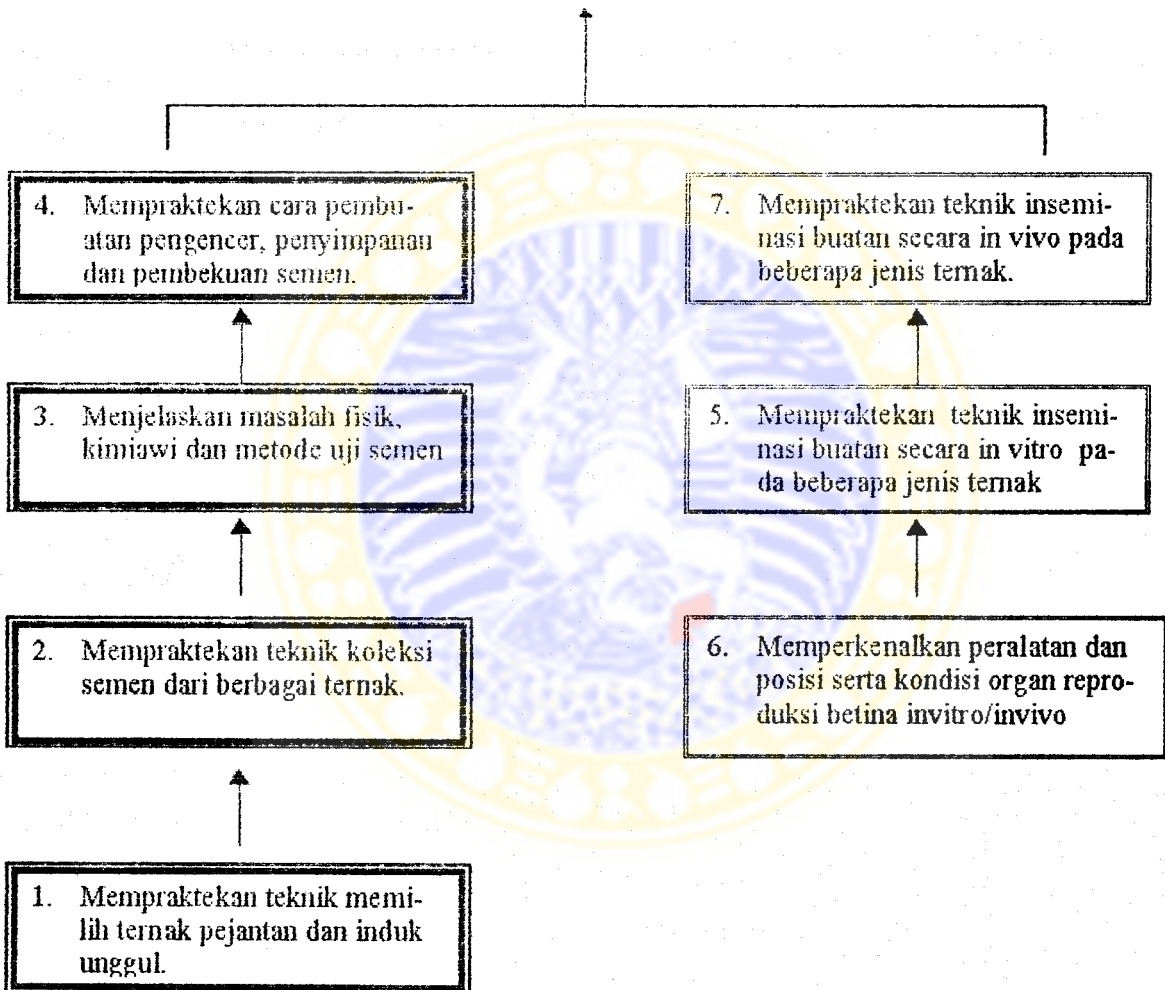 4. Mempraktekan cara pembu-
atan pengencer, penyimpanan
dan pembekuan semen.
7. Mempraktekan teknik insemi-
nasi buatan secara in vivo pada
beberapa jenis ternak.
3. Menjelaskan masalah fisik,
kimiawi dan metode uji semen
5. Mempraktekan teknik insemi-
nasi buatan secara in vitro pa-
da beberapa jenis ternak
2. Mempraktekan teknik koleksi
semen dari berbagai ternak.
6. Memperkenalkan peralatan dan
posisi serta kondisi organ repro-
duksi betina invitro/invivo
1. Mempraktekan teknik memi-
lih ternak pejantan dan induk
unggul.